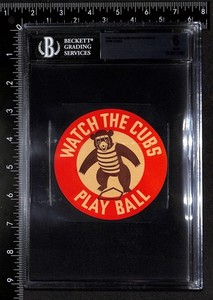 BECKETT
GRADING
SERVICES
WATCH THE CUBS
PLAY BALL